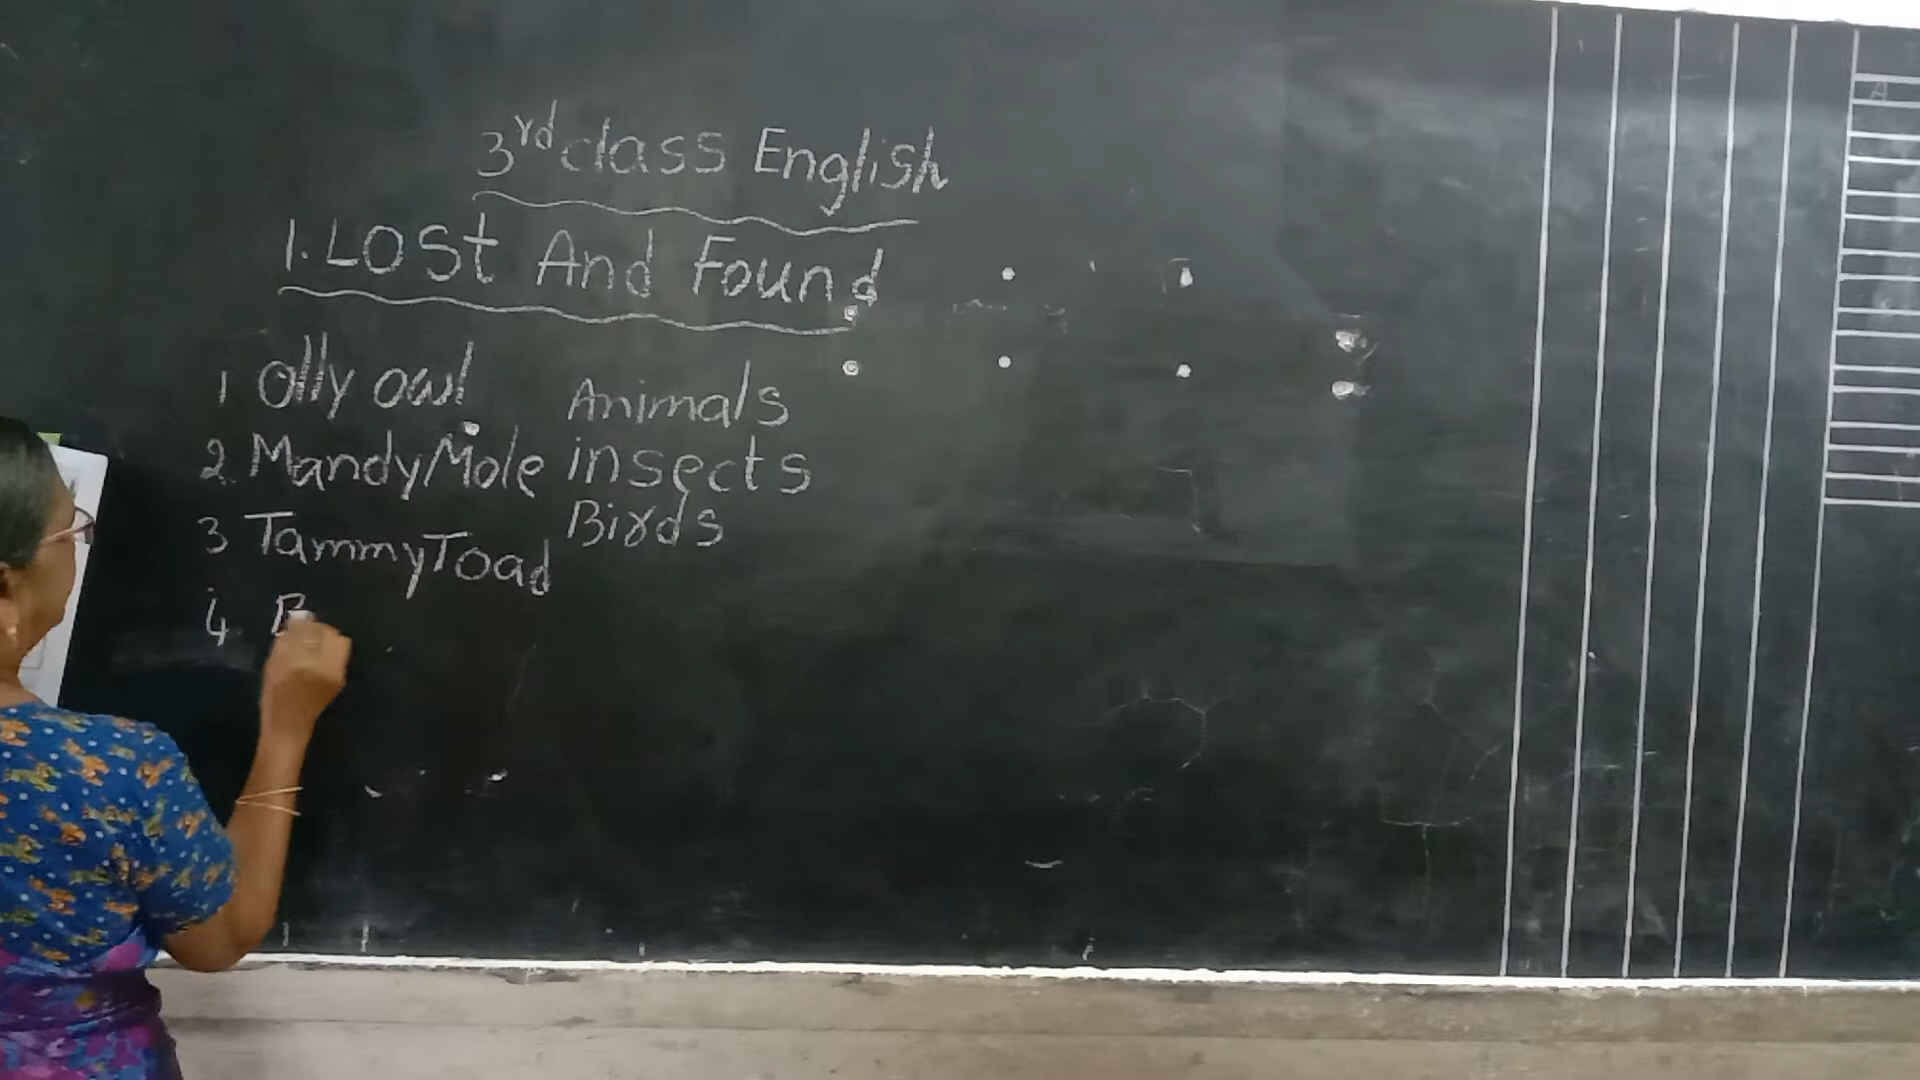 3rd class English
1. LOSt And Found
1 Olly owl Animals
2. Mandy Mole insects
3 Tammy Toad Birds
4 B
A